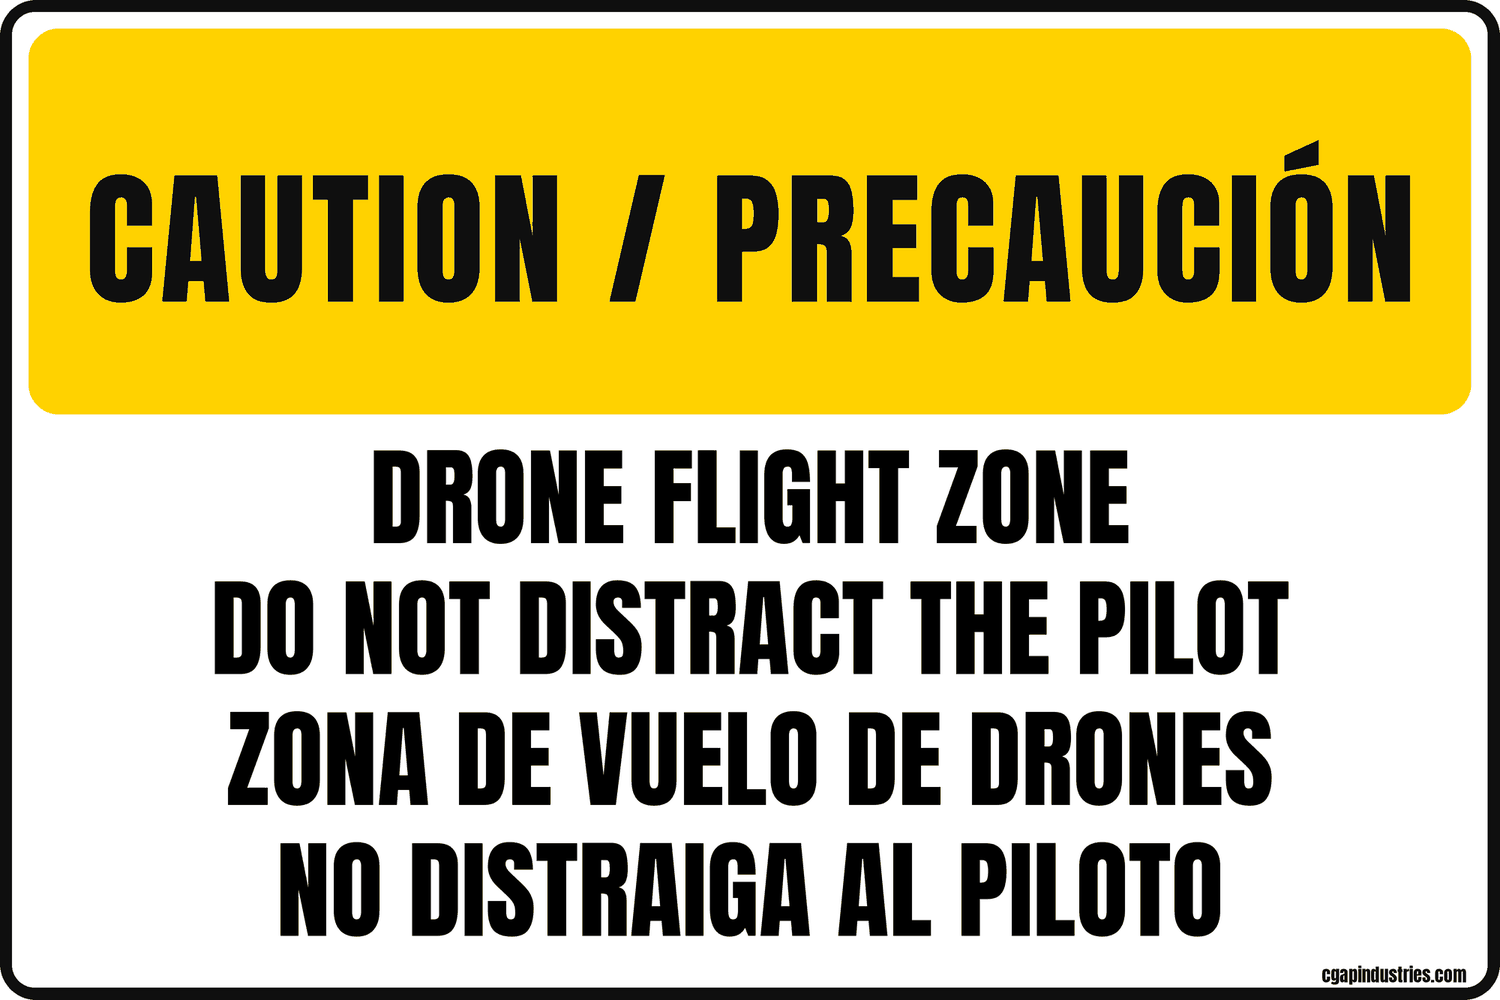 CAUTION / PRECAUCIÓN
DRONE FLIGHT ZONE
DO NOT DISTRACT THE PILOT
ZONA DE VUELO DE DRONES
NO DISTRAIGA AL PILOTO
cgapindustries.com